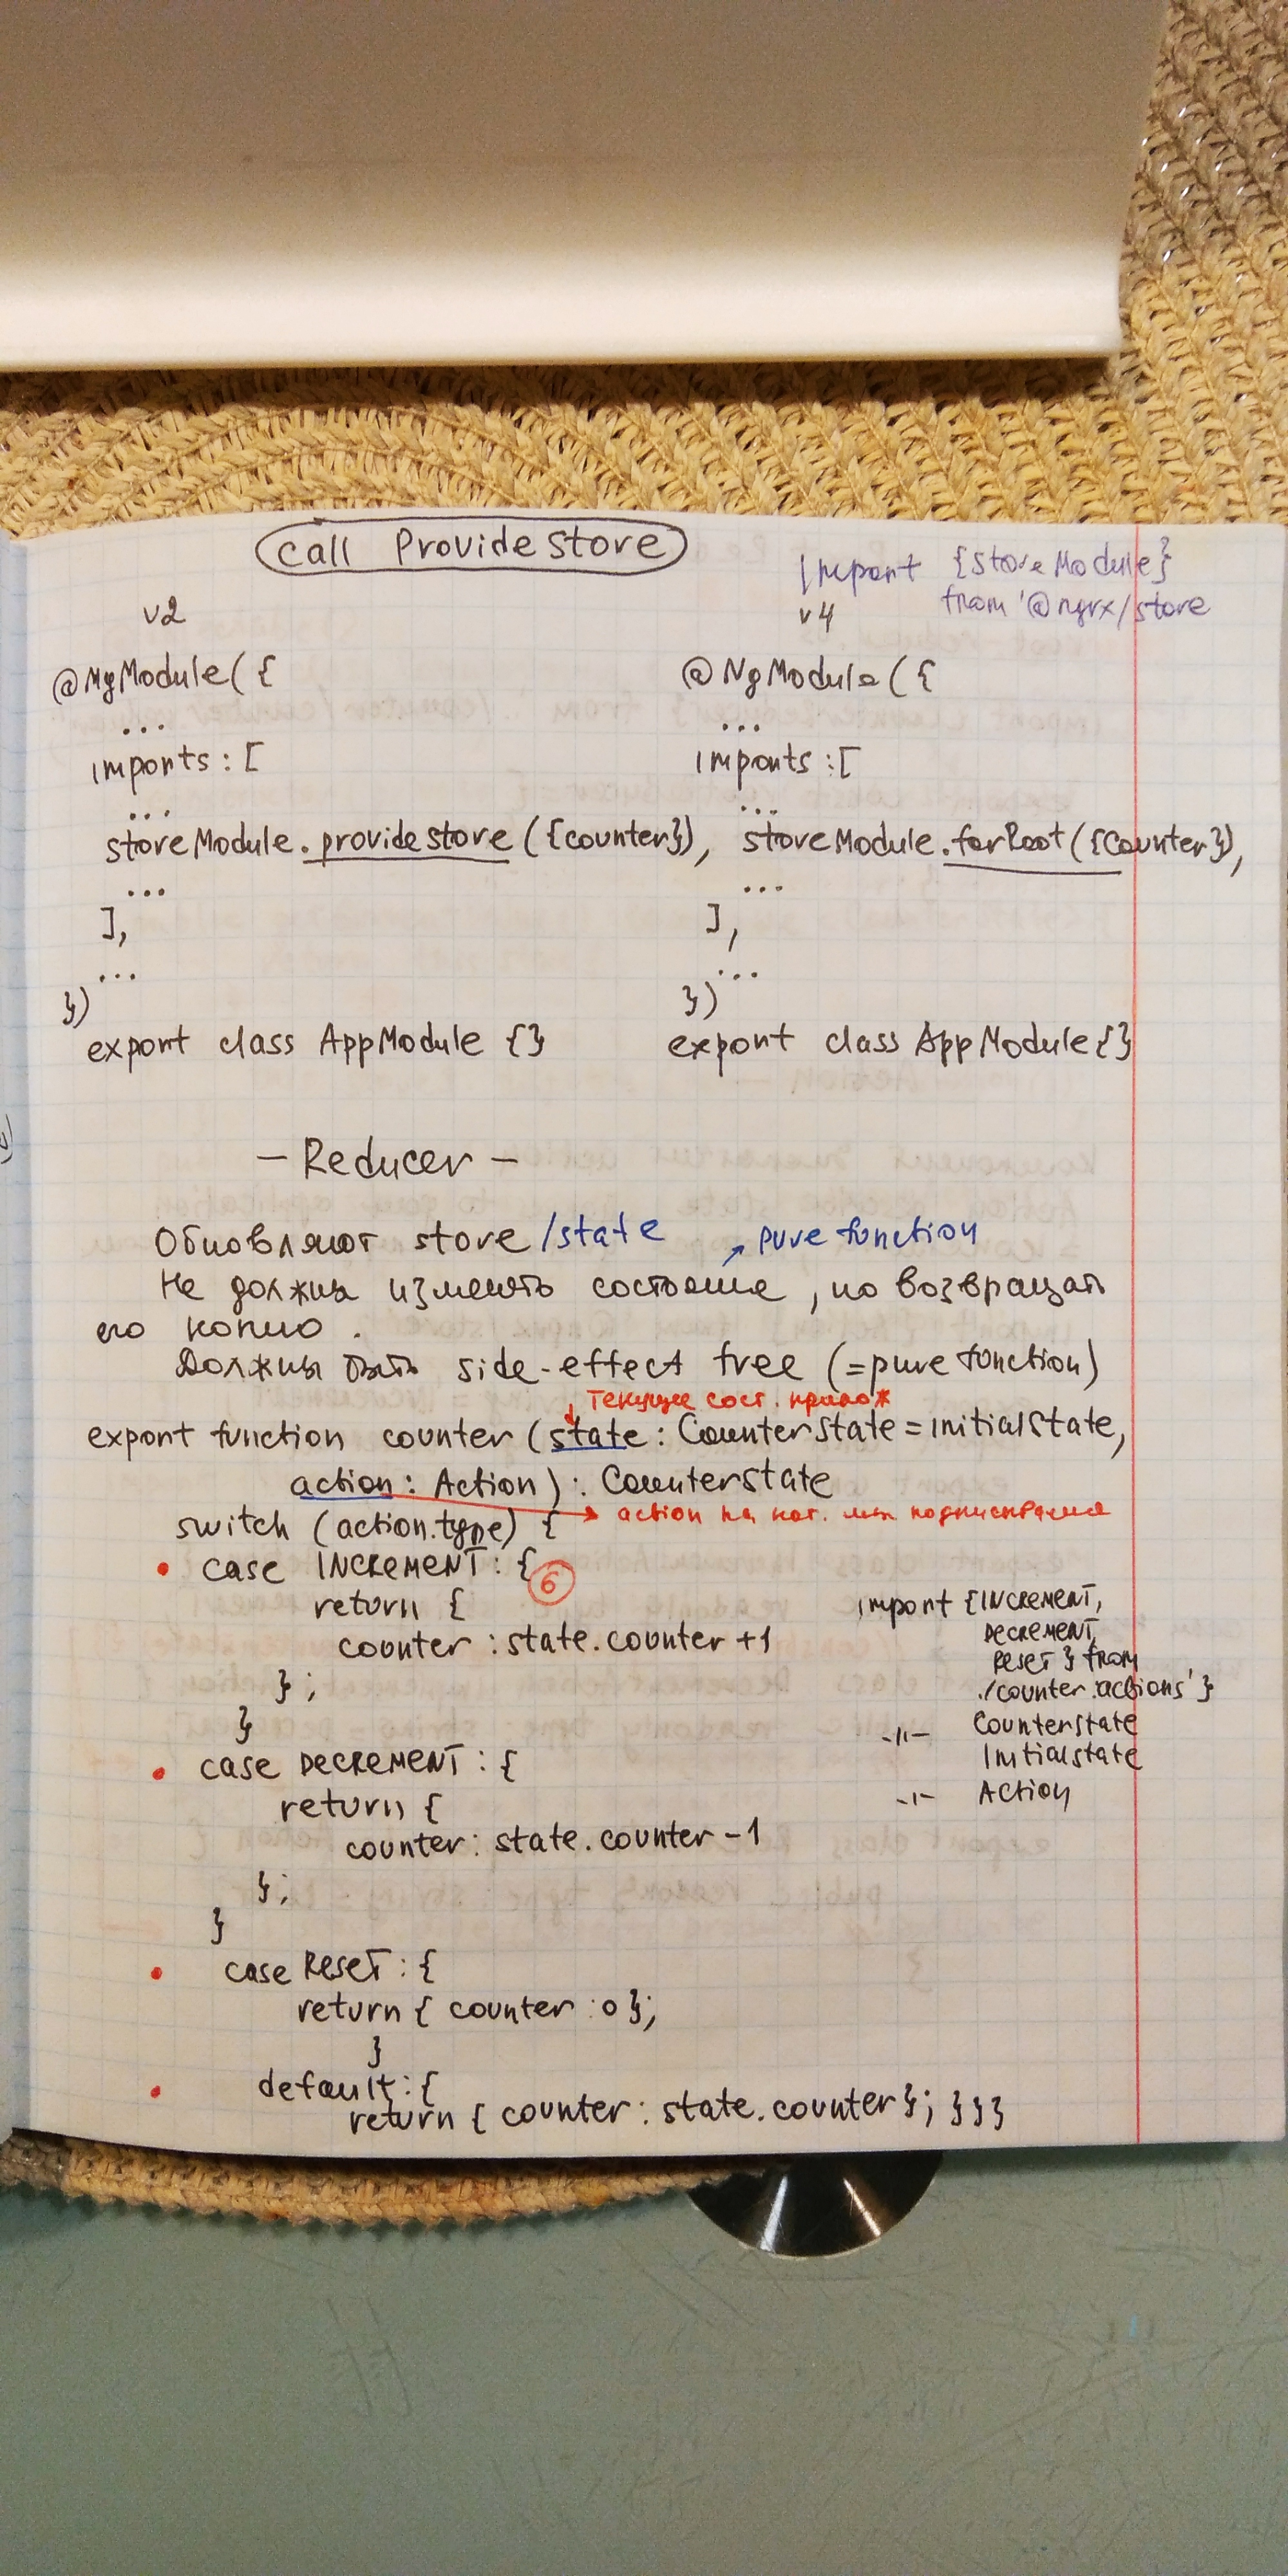 Call Provide store
import {StoreModule}
from '@ngrx/store
v2
@NgModule({
...
imports: [
...
storeModule.provideStore({counter}),
...
],
...
})
export class AppModule {}
v4
@NgModule({
...
imports: [
...
storeModule.forRoot({counter}),
...
],
...
})
export class AppModule {}
- Reducer -
Обновляют store /state
pure function
Не должны изменять состояние, но возвращать
его копию.
Должны быть side-effect free (=pure function)
текущее сост. прилож
export function counter (state: CounterState = initialState,
action: Action): CounterState
action на кот. мы
switch (action.type) {
case INCREMENT: {
6
return {
counter: state.counter +1
};
}
case DECREMENT: {
return {
counter: state.counter -1
};
}
case RESET: {
return { counter: 0 };
}
default: {
return { counter: state.counter }; } } }
import {INCREMENT,
DECREMENT,
RESET } from
./counter.actions' }
-11- CounterState
InitialState
-1- Action